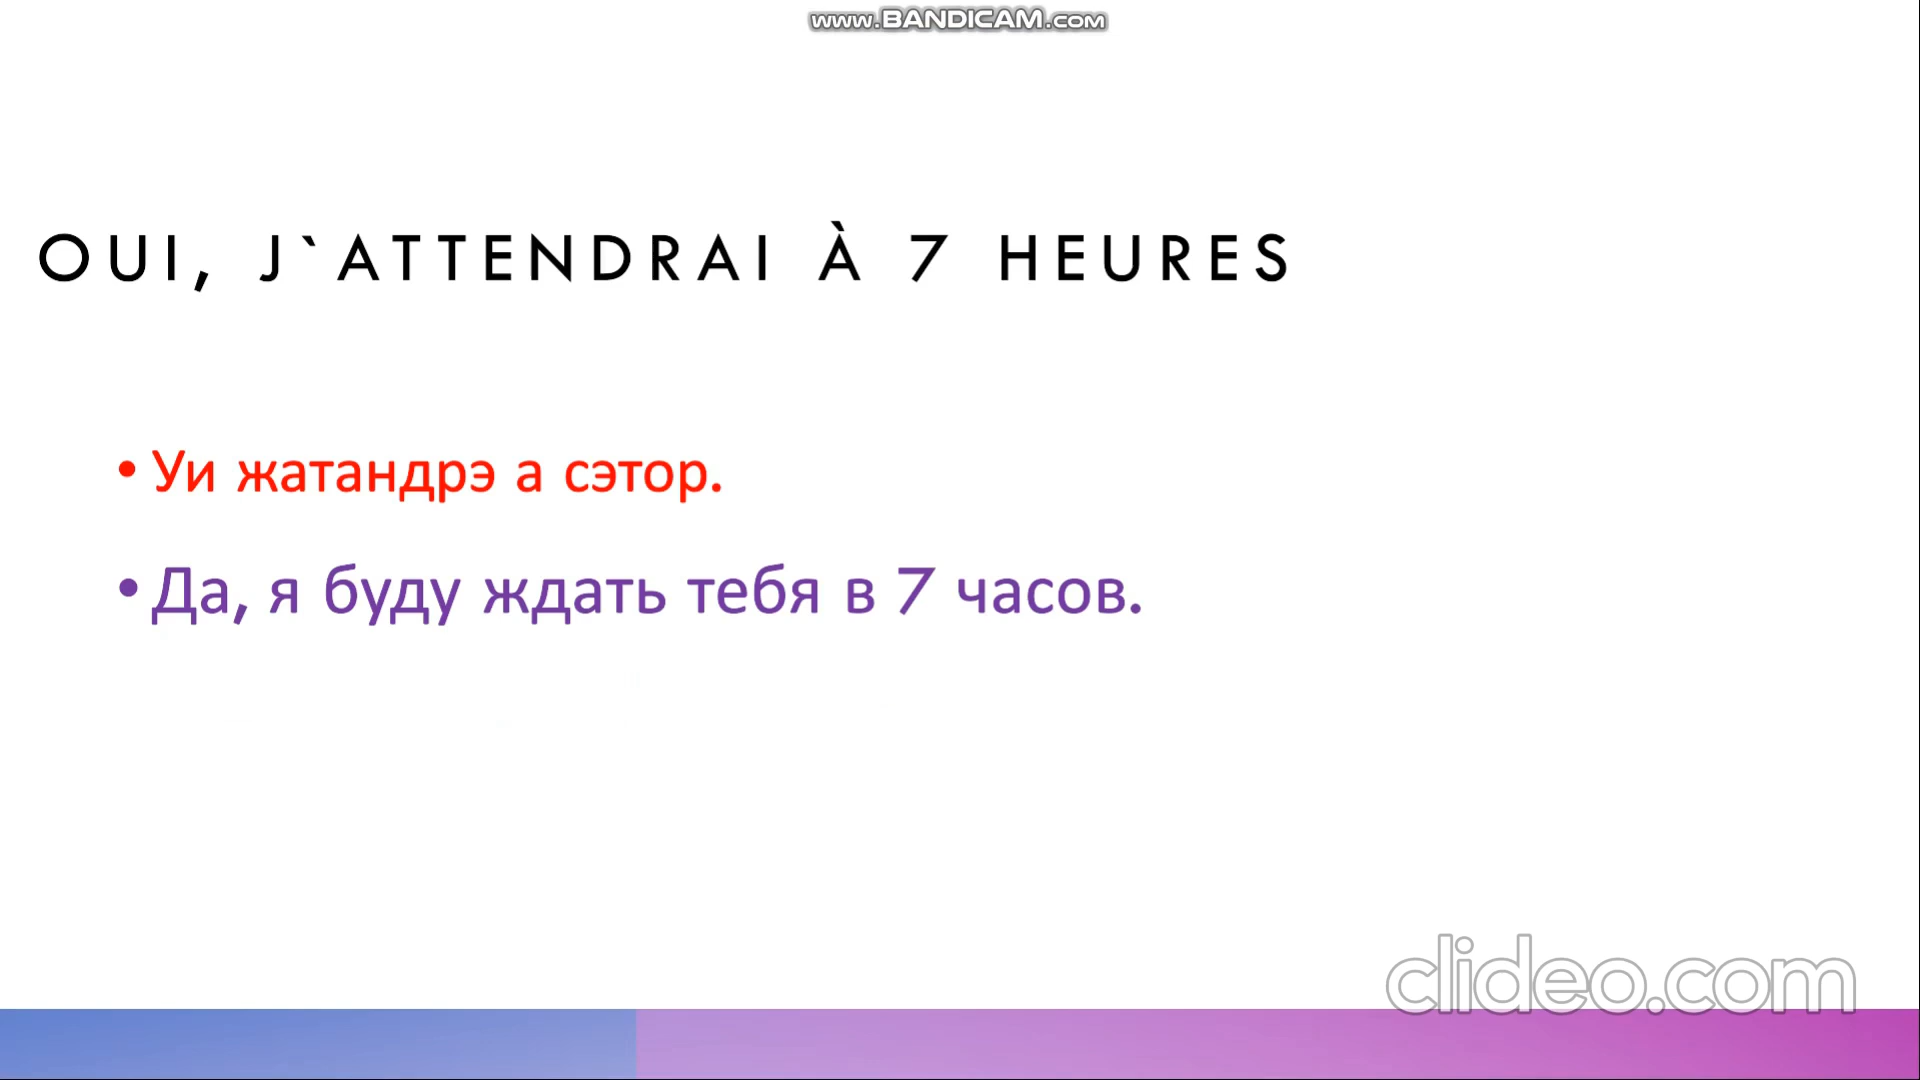 www.BANDICAM.com
OUI, J`ATTENDRAI À 7 HEURES
• Уи жатандрэ а сэтор.
• Да, я буду ждать тебя в 7 часов.
clideo.com